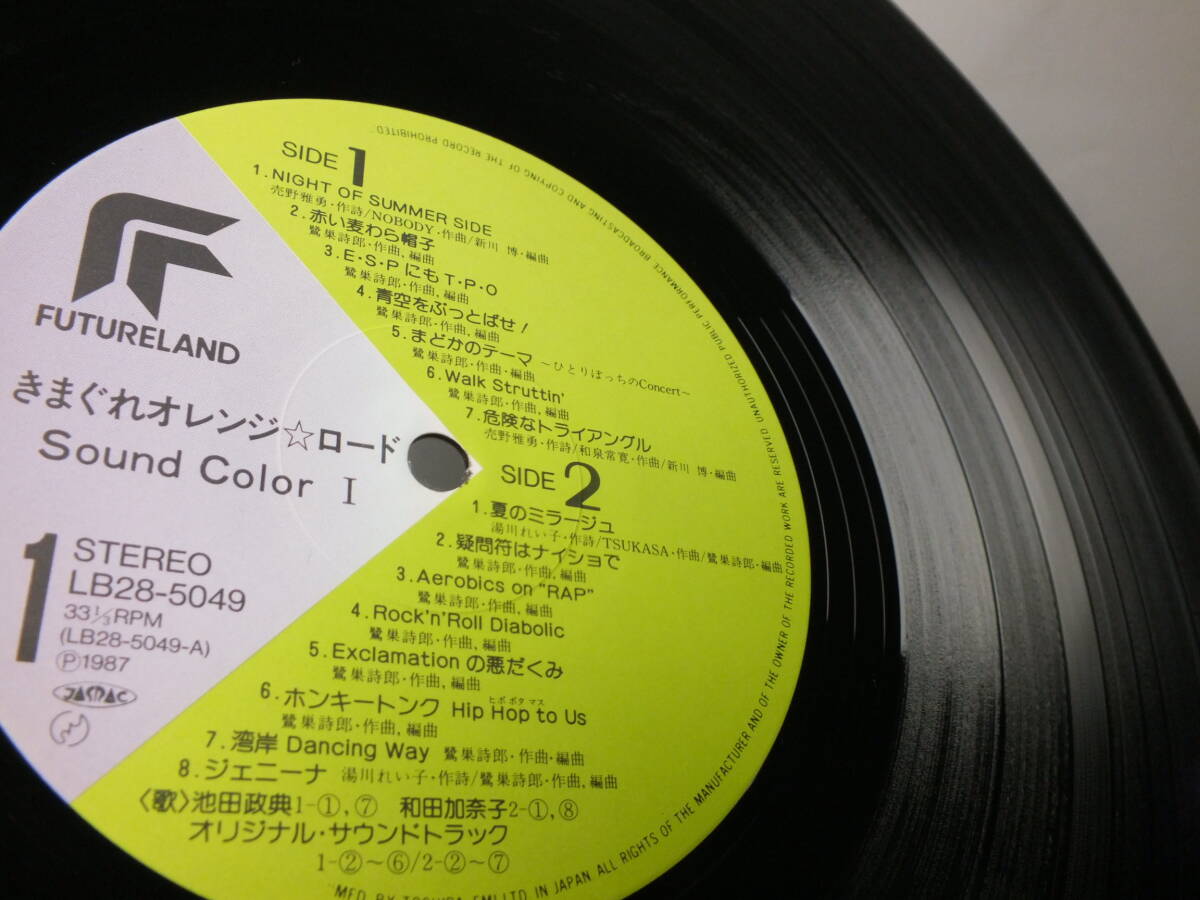 FUTURELAND
きまぐれオレンジ☆ロード
Sound Color I
1
STEREO
LB28-5049
33 1/3 RPM
(LB28-5049-A)
Ⓟ1987
JASRAC
SIDE 1
1.NIGHT OF SUMMER SIDE
売野雅勇・作詩/NOBODY・作曲/新川 博・編曲
2.赤い麦わら帽子
鷺巣詩郎・作曲,編曲
3.E・S・PにもT・P・O
鷺巣詩郎・作曲,編曲
4.青空をぶっとばせ!
鷺巣詩郎・作曲,編曲
5.まどかのテーマ ~ひとりぼっちのConcert~
鷺巣詩郎・作曲・編曲
6.Walk Struttin'
鷺巣詩郎・作曲,編曲
7.危険なトライアングル
売野雅勇・作詩/和泉常寛・作曲/新川 博・編曲
SIDE 2
1.夏のミラージュ
湯川れい子・作詩/TSUKASA・作曲/鷺巣詩郎・編曲
2.疑問符はナイショで
鷺巣詩郎・作曲,編曲
3.Aerobics on "RAP"
鷺巣詩郎・作曲,編曲
4.Rock'n'Roll Diabolic
鷺巣詩郎・作曲,編曲
5.Exclamationの悪だくみ
鷺巣詩郎・作曲,編曲
6.ホンキートンク Hip Hop to Us
ヒポポタマス
鷺巣詩郎・作曲,編曲
7.湾岸 Dancing Way 鷺巣詩郎・作曲・編曲
8.ジェニーナ 湯川れい子・作詩/鷺巣詩郎・作曲,編曲
〈歌〉池田政典1-①,⑦ 和田加奈子2-①,⑧
オリジナル・サウンドトラック
1-②~⑥/2-②~⑦
"MFD BY TOSHIBA EMI LTD IN JAPAN ALL RIGHTS OF THE MANUFACTURER AND OF THE OWNER OF THE RECORDED WORK ARE RESERVED UNAUTHORIZED PUBLIC PERFORMANCE BROADCASTING AND COPYING OF THE RECORD PROHIBITED"